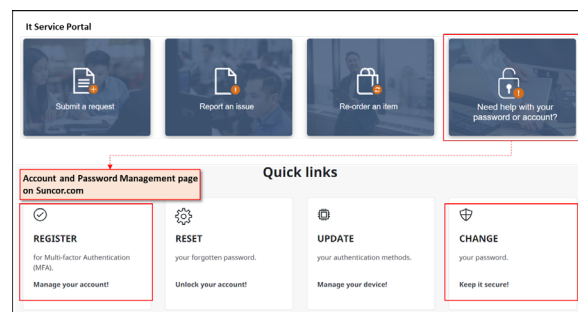 It Service Portal
Submit a request
Report an issue
Re-order an item
Need help with your
password or account?
Account and Password Management page
on Suncor.com
Quick links
REGISTER
for Multi-factor Authentication
(MFA).
Manage your account!
RESET
your forgotten password.
Unlock your account!
UPDATE
your authentication methods.
Manage your device!
CHANGE
your password.
Keep it secure!